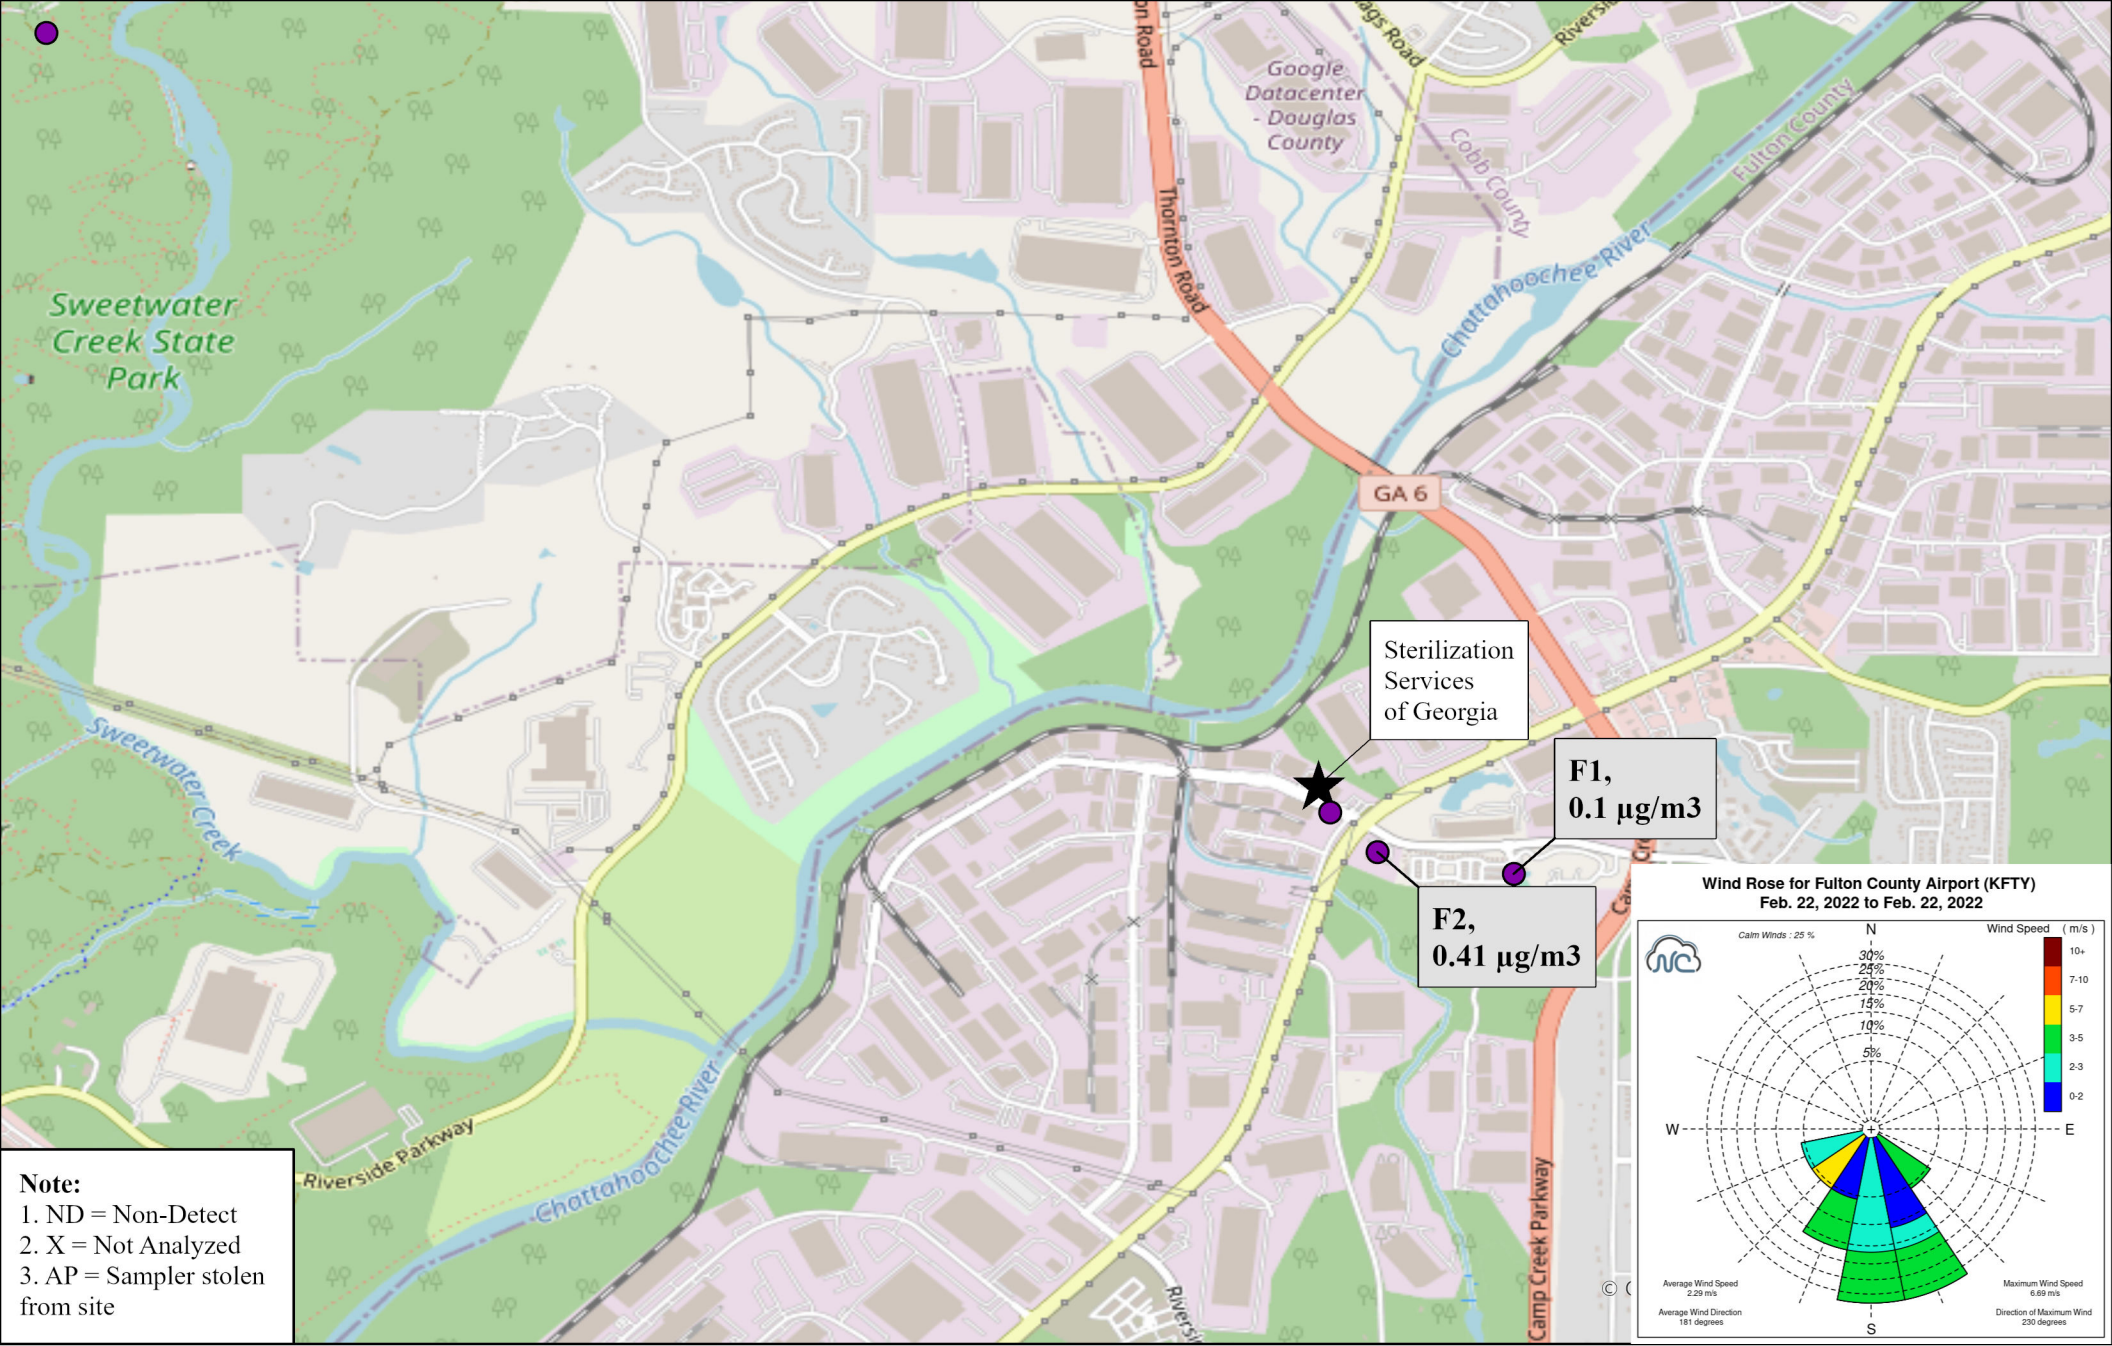 Google
Datacenter
- Douglas
County
Cobb County
Fulton County
Thornton Road
Chattahoochee River
Sweetwater
Creek State
Park
GA 6
Sterilization
Services
of Georgia
Sweetwater Creek
F1,
0.1 µg/m3
F2,
0.41 µg/m3
Riverside Parkway
Chattahoochee River
Camp Creek Parkway
Note:
1. ND = Non-Detect
2. X = Not Analyzed
3. AP = Sampler stolen
from site
Wind Rose for Fulton County Airport (KFTY)
Feb. 22, 2022 to Feb. 22, 2022
Calm Winds : 25 %
N
Wind Speed ( m/s )
10+
7-10
5-7
3-5
2-3
0-2
NC
30%
25%
20%
15%
10%
5%
W
E
S
Average Wind Speed
2.29 m/s
Average Wind Direction
181 degrees
Maximum Wind Speed
6.69 m/s
Direction of Maximum Wind
230 degrees